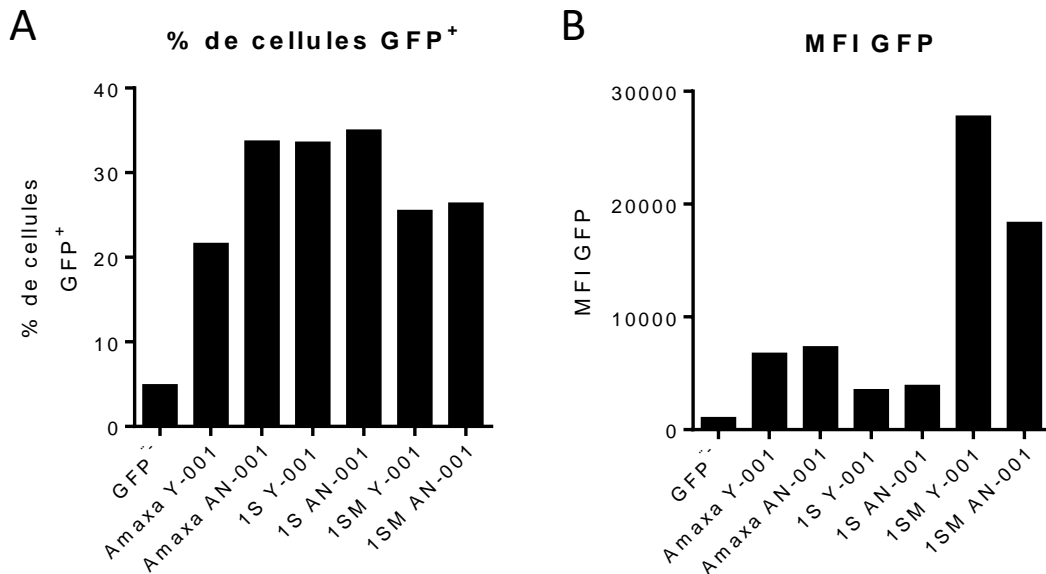 A
% de cellules GFP+
% de cellules
GFP+
40
30
20
10
0
GFP-
Amaxa Y-001
Amaxa AN-001
1S Y-001
1S AN-001
1SM Y-001
1SM AN-001
B
MFI GFP
MFI GFP
30000
20000
10000
0
GFP-
Amaxa Y-001
Amaxa AN-001
1S Y-001
1S AN-001
1SM Y-001
1SM AN-001